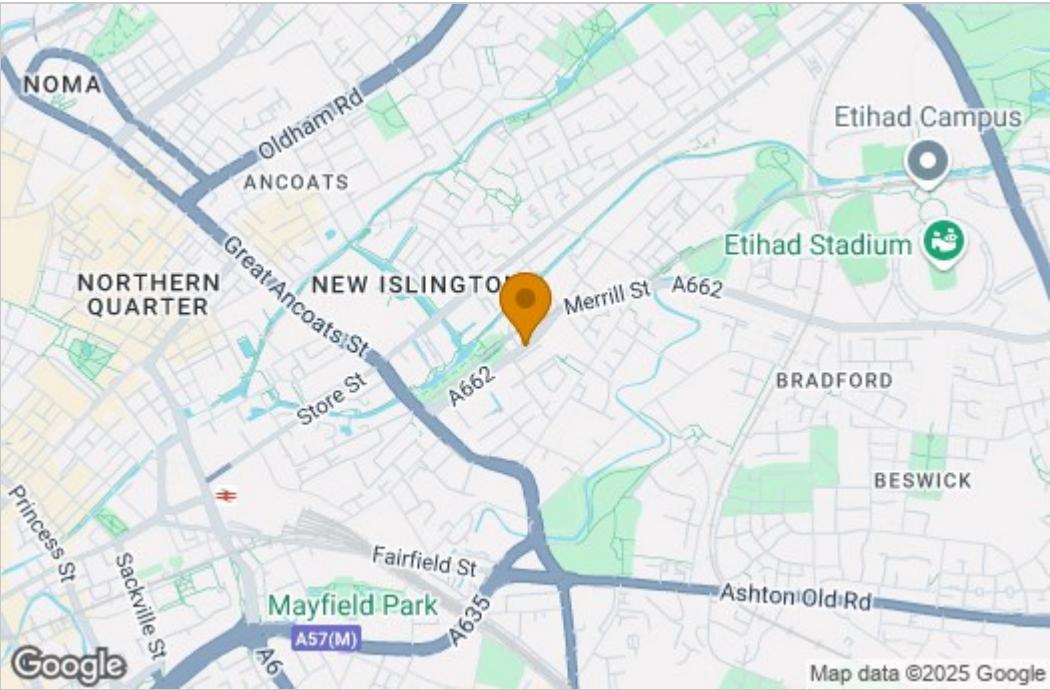 NOMA
Oldham Rd
ANCOATS
Etihad Campus
Etihad Stadium
NORTHERN
QUARTER
Great Ancoats St
NEW ISLINGTO
Merrill St
A662
A662
Store St
BRADFORD
BESWICK
Princess St
Sackville St
Fairfield St
Mayfield Park
A57(M)
A635
A6
Ashton Old Rd
Google
Map data ©2025 Google